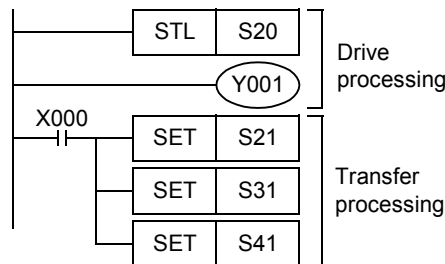 STL S20
Drive
processing
Y001
X000
SET S21
SET S31
Transfer
processing
SET S41